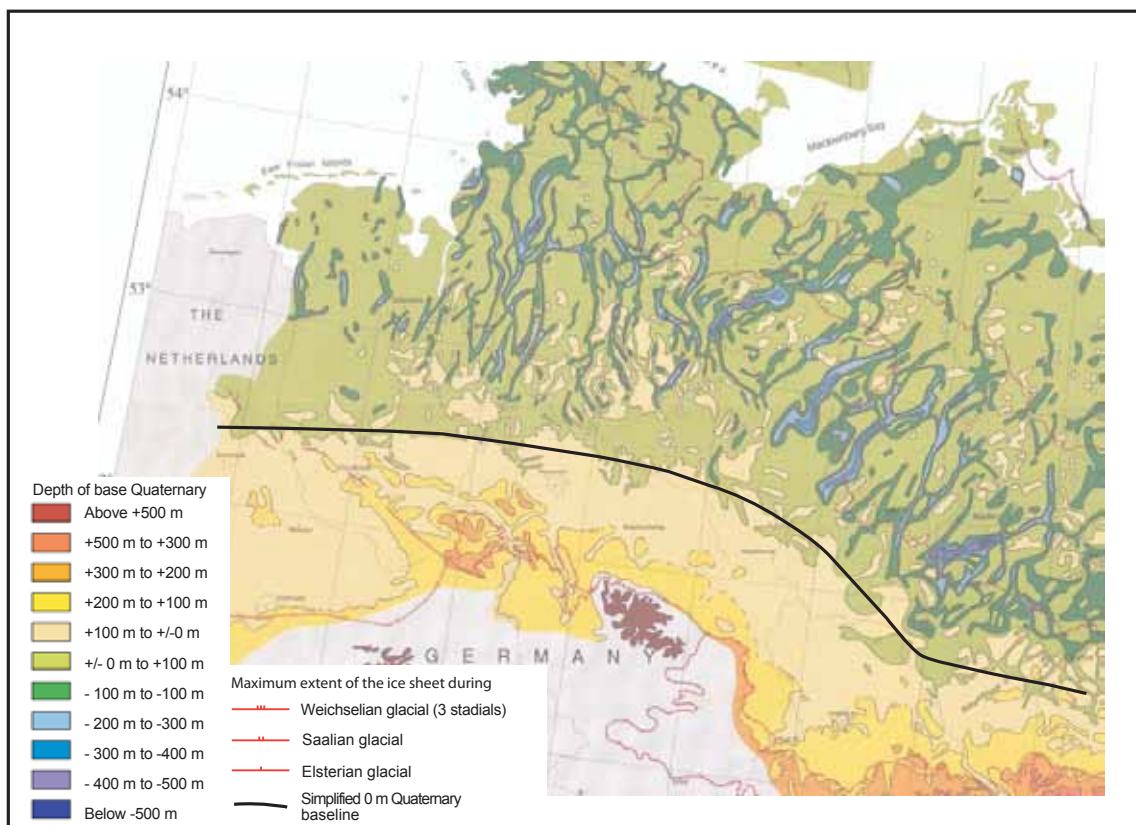 54°
East Frisian Islands
Mecklenburg Bay
53°
THE
NETHERLANDS
GERMANY
Depth of base Quaternary
Above +500 m
+500 m to +300 m
+300 m to +200 m
+200 m to +100 m
+100 m to +/-0 m
+/- 0 m to +100 m
- 100 m to -100 m
- 200 m to -300 m
- 300 m to -400 m
- 400 m to -500 m
Below -500 m
Maximum extent of the ice sheet during
Weichselian glacial (3 stadials)
Saalian glacial
Elsterian glacial
Simplified 0 m Quaternary
baseline